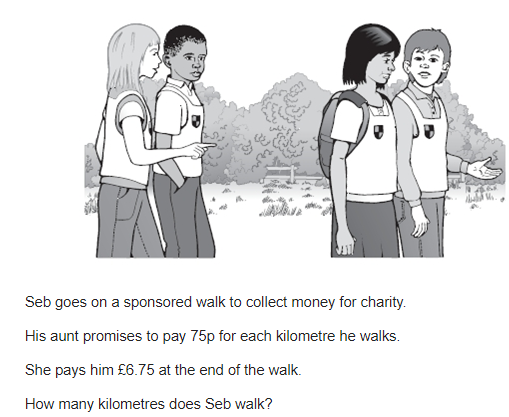 Seb goes on a sponsored walk to collect money for charity.
His aunt promises to pay 75p for each kilometre he walks.
She pays him £6.75 at the end of the walk.
How many kilometres does Seb walk?